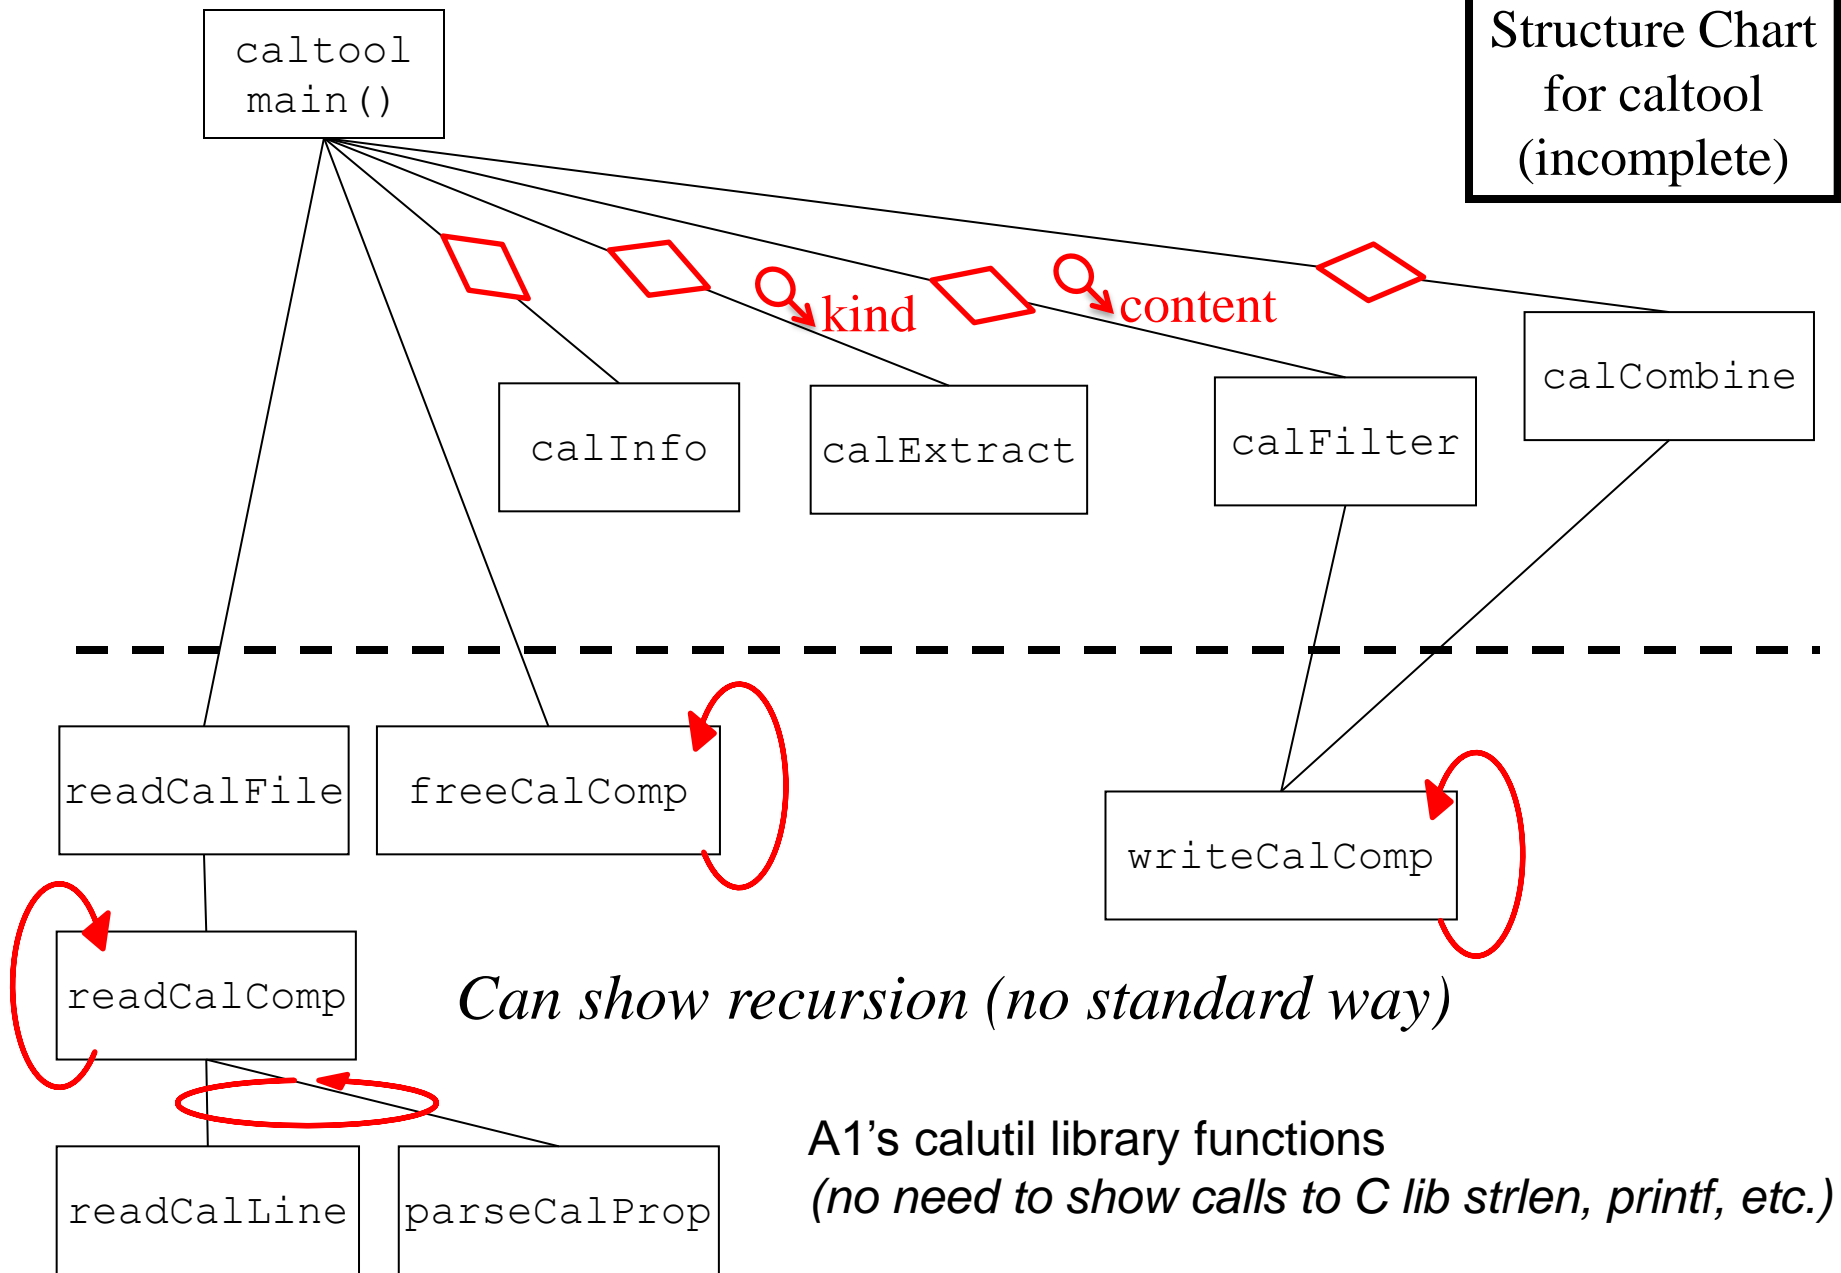 caltool
main()
Structure Chart
for caltool
(incomplete)
kind
content
calInfo
calExtract
calFilter
calCombine
readCalFile
freeCalComp
writeCalComp
readCalComp
Can show recursion (no standard way)
readCalLine
parseCalProp
A1’s calutil library functions
(no need to show calls to C lib strlen, printf, etc.)